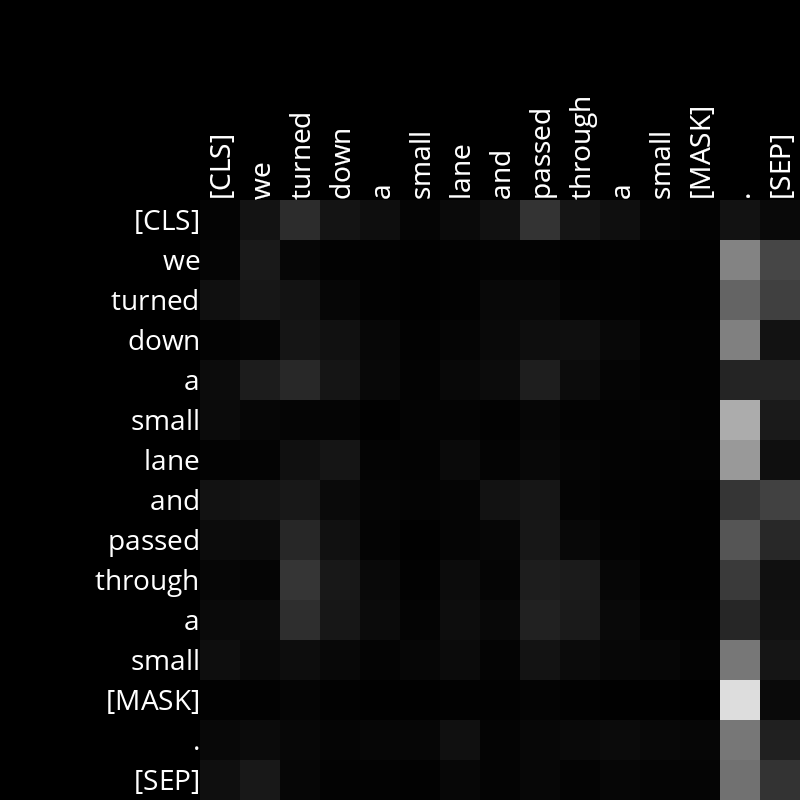 [CLS] we turned down a small lane and passed through a small [MASK] . [SEP]
[CLS]
we
turned
down
a
small
lane
and
passed
through
a
small
[MASK]
.
[SEP]